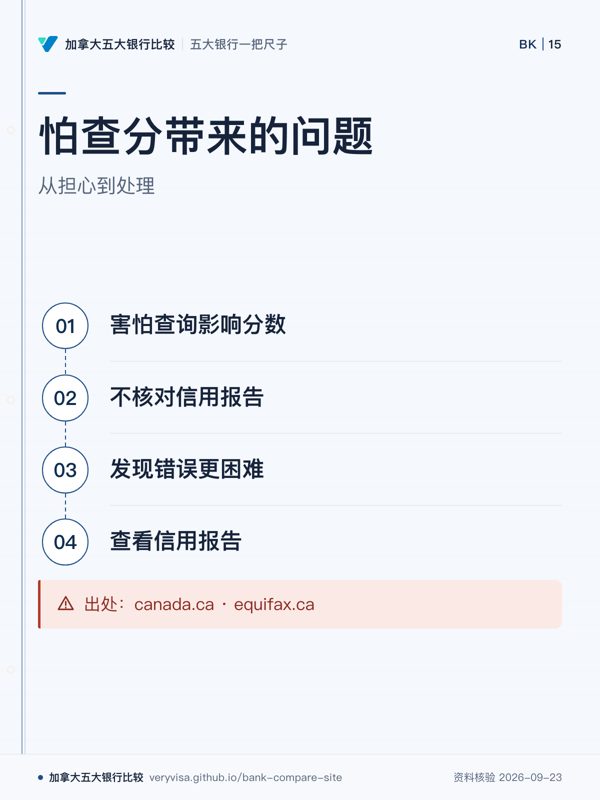 加拿大五大银行比较 | 五大银行一把尺子
BK | 15
怕查分带来的问题
从担心到处理
01 害怕查询影响分数
02 不核对信用报告
03 发现错误更困难
04 查看信用报告
出处：canada.ca · equifax.ca
加拿大五大银行比较 veryvisa.github.io/bank-compare-site
资料核验 2026-09-23